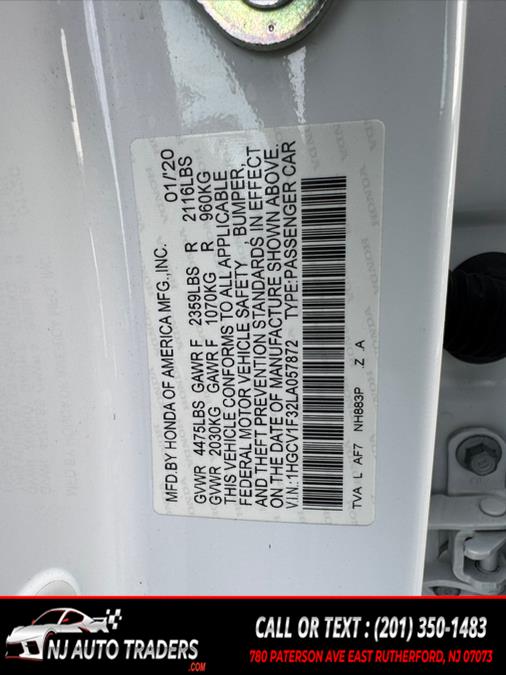 MFD.BY HONDA OF AMERICA MFG.,INC. 01/'20
GVWR 4475LBS GAWR F 2359LBS R 2116LBS
GVWR 2030KG GAWR F 1070KG R 960KG
THIS VEHICLE CONFORMS TO ALL APPLICABLE
FEDERAL MOTOR VEHICLE SAFETY , BUMPER,
AND THEFT PREVENTION STANDARDS IN EFFECT
ON THE DATE OF MANUFACTURE SHOWN ABOVE.
V.I.N.:1HGCV1F32LA057872 TYPE:PASSENGER CAR
TVA L AF7 NH883P .Z .A
NJ AUTO TRADERS
.COM
CALL OR TEXT : (201) 350-1483
780 PATERSON AVE EAST RUTHERFORD, NJ 07073